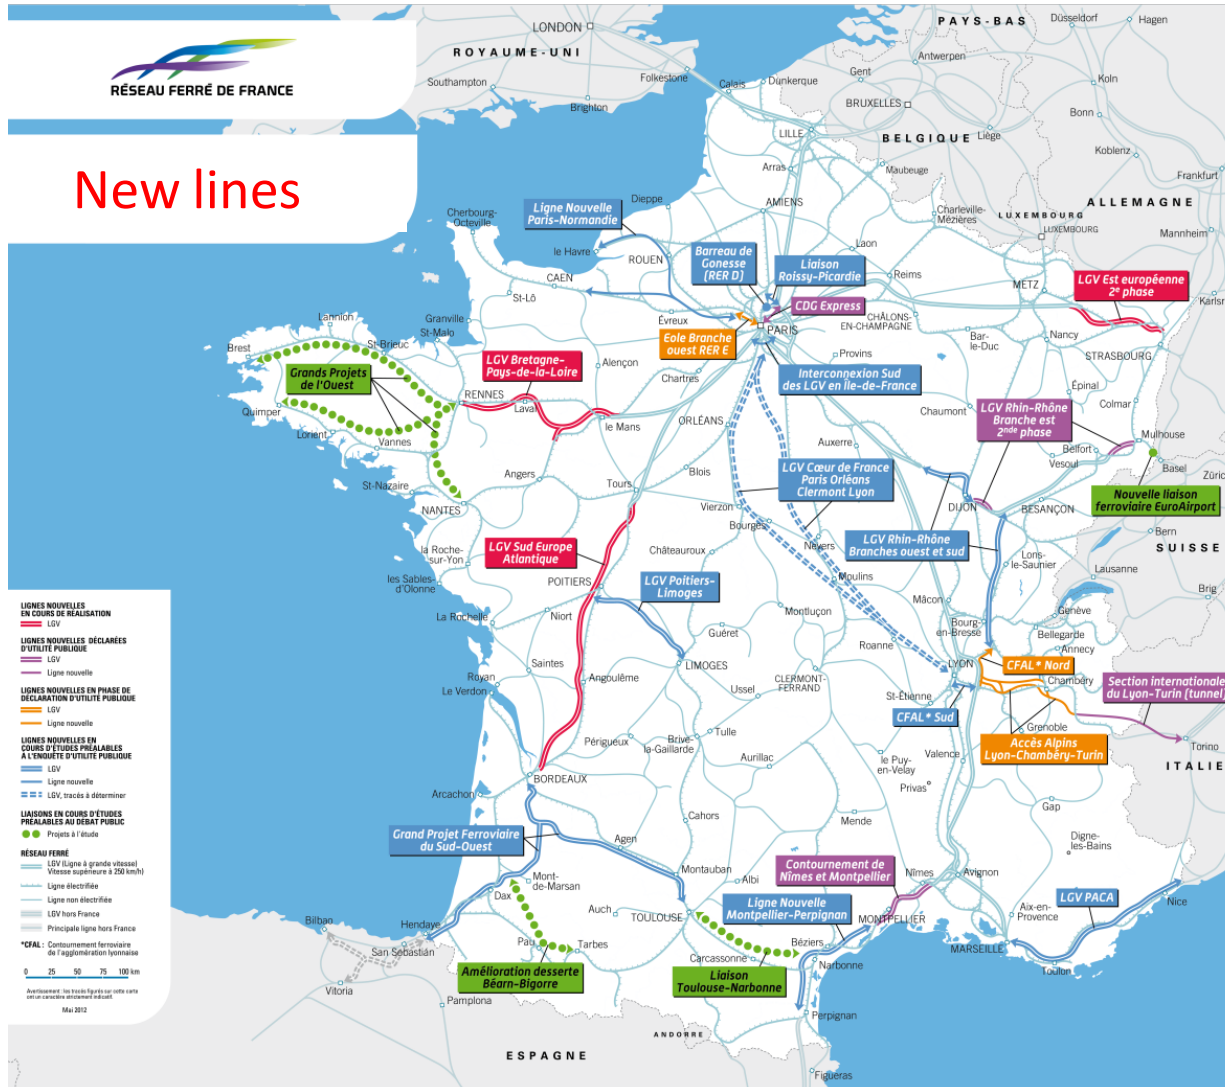 RÉSEAU FERRÉ DE FRANCE
New lines
LONDON
ROYAUME-UNI
Southampton
Brighton
Folkestone
Calais
Dunkerque
PAYS-BAS
Düsseldorf
Hagen
Antwerpen
Gent
BRUXELLES
Koln
Bonn
BELGIQUE
Liège
Koblenz
Frankfurt
LILLE
Arras
Maubeuge
ALLEMAGNE
LUXEMBOURG
LUXEMBOURG
Mannheim
Charleville-
Mézières
Dieppe
AMIENS
Laon
Cherbourg-
Octeville
Ligne Nouvelle
Paris-Normandie
le Havre
ROUEN
Barreau de
Gonesse
(RER D)
Liaison
Roissy-Picardie
Reims
METZ
LGV Est européenne
2e phase
Karlsr
CAEN
St-Lô
CDG Express
PARIS
CHÂLONS-
EN-CHAMPAGNE
Évreux
Eole Branche
ouest RER E
Nancy
Bar-
le-Duc
STRASBOURG
Lannion
Granville
St-Malo
St-Brieuc
Brest
Grands Projets
de l'Ouest
LGV Bretagne-
Pays-de-la-Loire
Alençon
Chartres
Provins
Interconnexion Sud
des LGV en Île-de-France
Épinal
Colmar
Quimper
Lorient
Vannes
RENNES
Laval
le Mans
ORLÉANS
Chaumont
LGV Rhin-Rhône
Branche est
2nde phase
Mulhouse
Belfort
Vesoul
Basel
Züric
Auxerre
Angers
Blois
St-Nazaire
NANTES
Tours
LGV Cœur de France
Paris Orléans
Clermont Lyon
Vierzon
Bourges
DIJON
BESANÇON
Nouvelle liaison
ferroviaire EuroAirport
Bern
SUISSE
LGV Rhin-Rhône
Branches ouest et sud
Nevers
LGV Sud Europe
Atlantique
la Roche-
sur-Yon
les Sables-
d'Olonne
Châteauroux
Lons-
le-Saunier
Lausanne
Brig
POITIERS
LGV Poitiers-
Limoges
Moulins
Mâcon
Genève
La Rochelle
Niort
Montluçon
Bourg-
en-Bresse
Bellegarde
Annecy
Guéret
Roanne
Saintes
LIMOGES
LYON
CFAL* Nord
Chambéry
Section internationale
du Lyon-Turin (tunnel)
Royan
Le Verdon
Angoulême
Ussel
CLERMONT-
FERRAND
St-Étienne
CFAL* Sud
Grenoble
Accès Alpins
Lyon-Chambéry-Turin
Torino
ITALIE
Périgueux
Brive-
la-Gaillarde
Tulle
Aurillac
le Puy-
en-Velay
Valence
Privas
BORDEAUX
Arcachon
Gap
Cahors
Mende
Digne-
les-Bains
Grand Projet Ferroviaire
du Sud-Ouest
Agen
Montauban
Albi
Contournement de
Nîmes et Montpellier
Nîmes
Avignon
Mont-
de-Marsan
Dax
Auch
TOULOUSE
Ligne Nouvelle
Montpellier-Perpignan
MONTPELLIER
Aix-en-
Provence
LGV PACA
Nice
Bilbao
Hendaye
San Sebastián
Pau
Tarbes
Béziers
Carcassonne
Narbonne
MARSEILLE
Toulon
Vitoria
Amélioration desserte
Béarn-Bigorre
Liaison
Toulouse-Narbonne
Pamplona
Perpignan
ANDORRE
ESPAGNE
Figueras
LIGNES NOUVELLES
EN COURS DE RÉALISATION
LGV
LIGNES NOUVELLES DÉCLARÉES
D'UTILITÉ PUBLIQUE
LGV
Ligne nouvelle
LIGNES NOUVELLES EN PHASE DE
DÉCLARATION D'UTILITÉ PUBLIQUE
LGV
Ligne nouvelle
LIGNES NOUVELLES EN
COURS D'ÉTUDES PRÉALABLES
À L'ENQUÊTE D'UTILITÉ PUBLIQUE
LGV
Ligne nouvelle
LGV, tracés à déterminer
LIAISONS EN COURS D'ÉTUDES
PRÉALABLES AU DÉBAT PUBLIC
Projets à l'étude
RÉSEAU FERRÉ
LGV (Ligne à grande vitesse)
Vitesse supérieure à 250 km/h)
Ligne électrifiée
Ligne non électrifiée
LGV hors France
Principale ligne hors France
*CFAL : Contournement ferroviaire
de l'agglomération lyonnaise
0 25 50 75 100 km
Avertissement : les tracés figurés sur cette carte
ont un caractère strictement indicatif.
Mai 2012